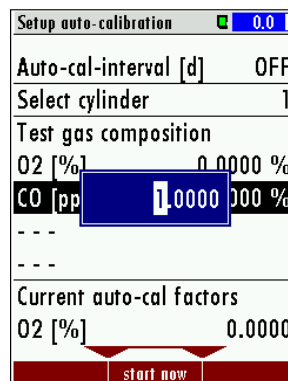 Setup auto-calibration 0.0
Auto-cal-interval [d] OFF
Select cylinder 1
Test gas composition
O2 [%] 0.0000 %
CO [pp 1.0000 000 %
- - -
- - -
Current auto-cal factors
O2 [%] 0.0000
start now